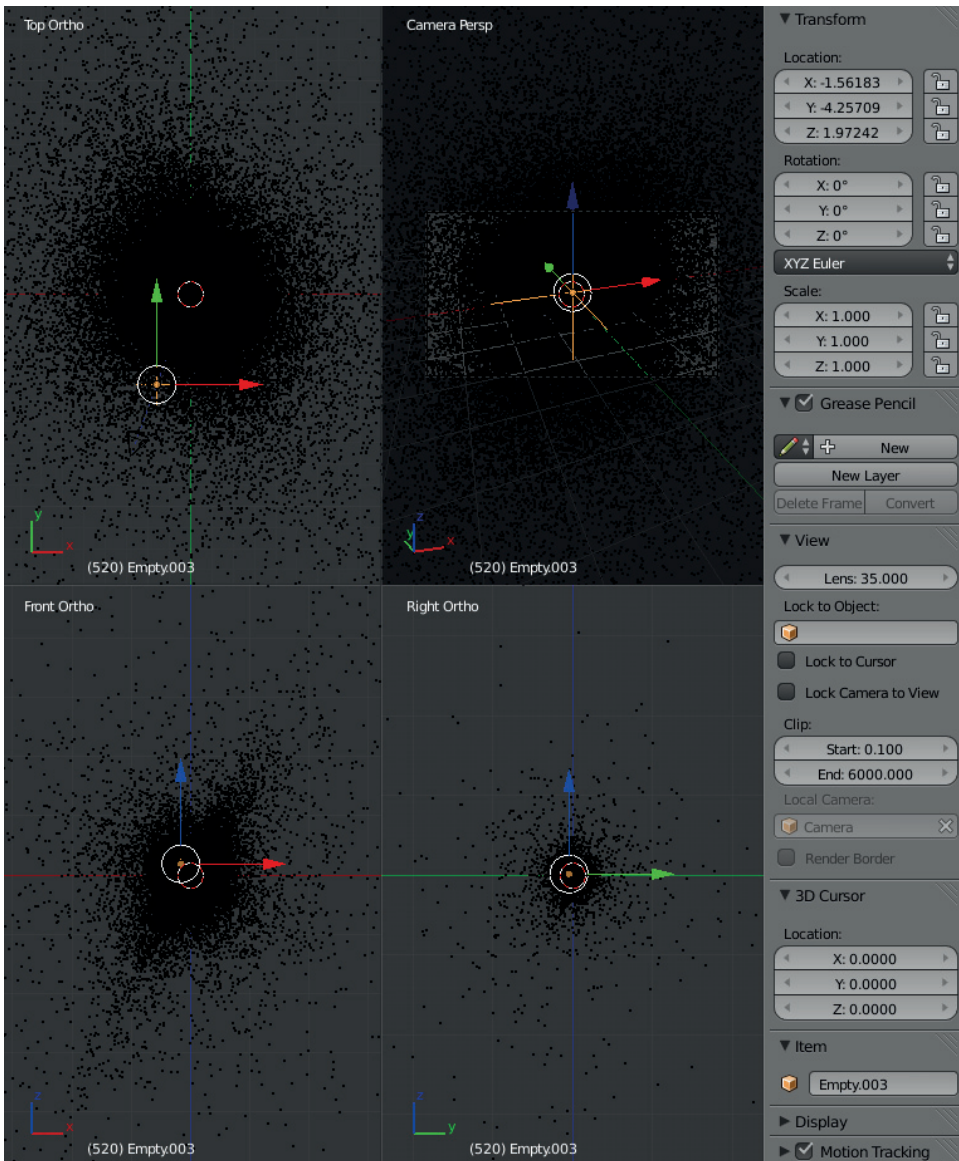 Top Ortho
Camera Persp
y
x
z
y
x
(520) Empty.003
(520) Empty.003
Front Ortho
Right Ortho
z
x
z
y
(520) Empty.003
(520) Empty.003
Transform
Location:
X: -1.56183
Y: -4.25709
Z: 1.97242
Rotation:
X: 0°
Y: 0°
Z: 0°
XYZ Euler
Scale:
X: 1.000
Y: 1.000
Z: 1.000
Grease Pencil
New
New Layer
Delete Frame Convert
View
Lens: 35.000
Lock to Object:
Lock to Cursor
Lock Camera to View
Clip:
Start: 0.100
End: 6000.000
Local Camera:
Camera
Render Border
3D Cursor
Location:
X: 0.0000
Y: 0.0000
Z: 0.0000
Item
Empty.003
Display
Motion Tracking